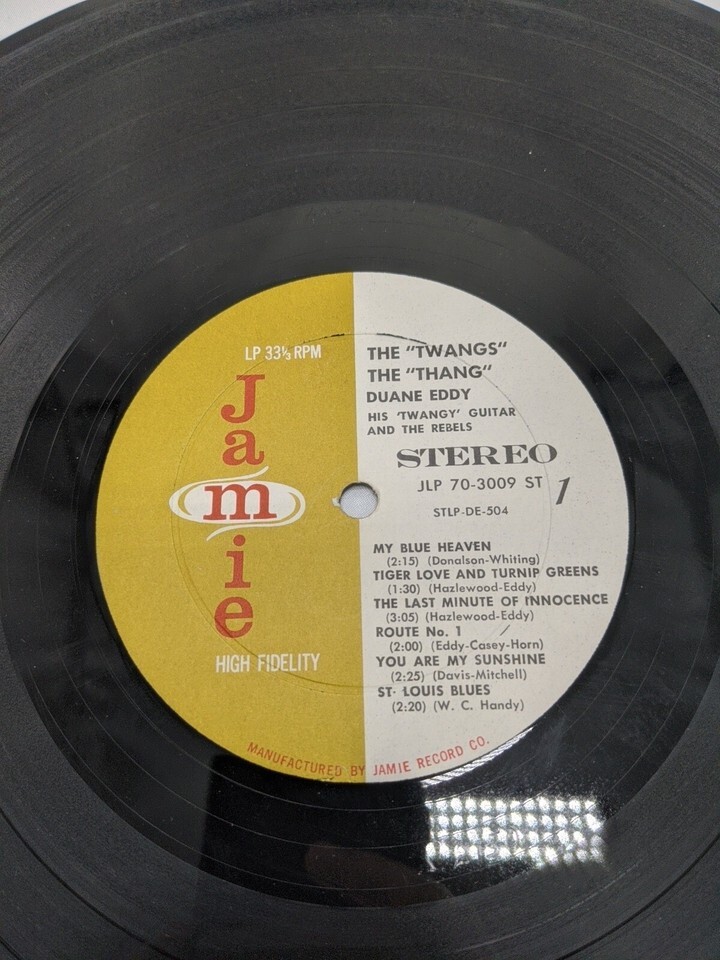 LP 33⅓ RPM
Jamie
HIGH FIDELITY
THE "TWANGS"
THE "THANG"
DUANE EDDY
HIS 'TWANGY' GUITAR
AND THE REBELS
STEREO
JLP 70-3009 ST 1
STLP-DE-504
MY BLUE HEAVEN
(2:15) (Donalson-Whiting)
TIGER LOVE AND TURNIP GREENS
(1:30) (Hazlewood-Eddy)
THE LAST MINUTE OF INNOCENCE
(3:05) (Hazlewood-Eddy)
ROUTE No. 1
(2:00) (Eddy-Casey-Horn)
YOU ARE MY SUNSHINE
(2:25) (Davis-Mitchell)
ST. LOUIS BLUES
(2:20) (W. C. Handy)
MANUFACTURED BY JAMIE RECORD CO.